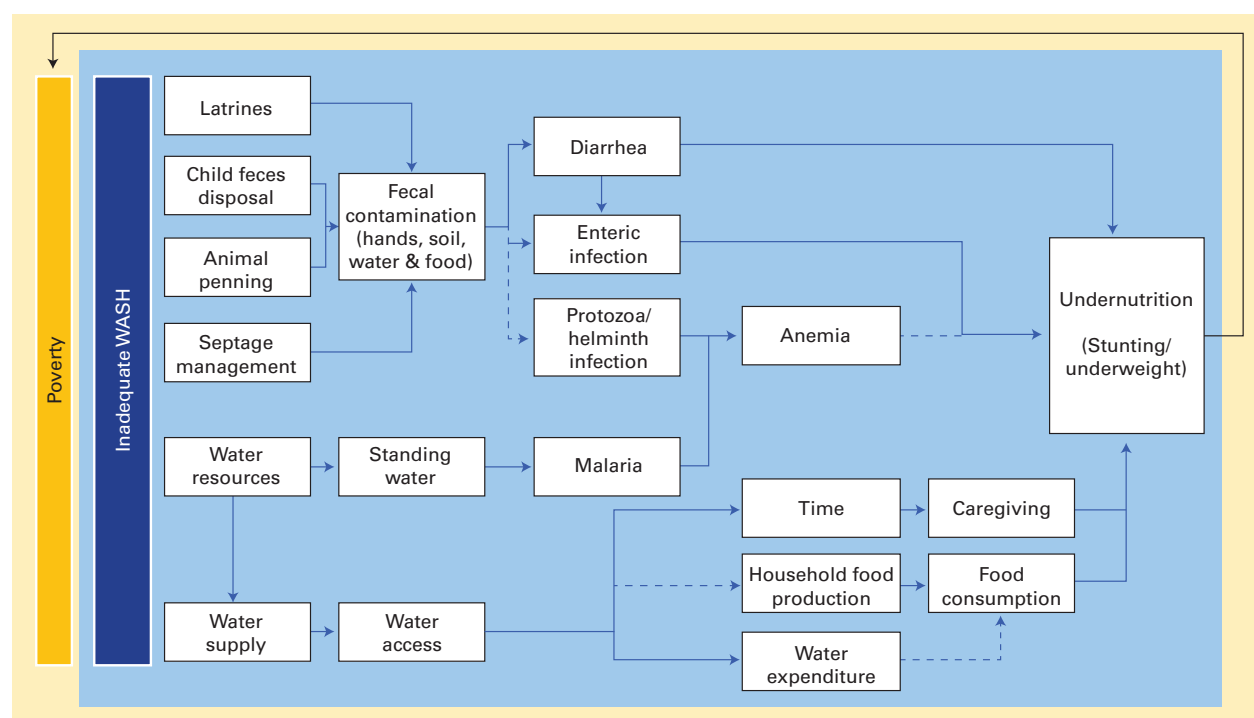 Poverty
Inadequate WASH
Latrines
Child feces
disposal
Animal
penning
Septage
management
Fecal
contamination
(hands, soil,
water & food)
Diarrhea
Enteric
infection
Protozoa/
helminth
infection
Anemia
Undernutrition
(Stunting/
underweight)
Water
resources
Standing
water
Malaria
Time
Caregiving
Household food
production
Food
consumption
Water
supply
Water
access
Water
expenditure